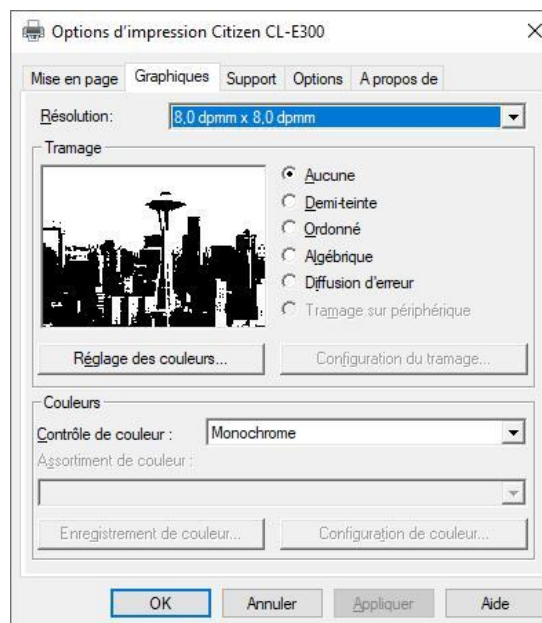 Options d'impression Citizen CL-E300
Mise en page Graphiques Support Options A propos de
Résolution: 8,0 dpmm x 8,0 dpmm
Tramage
Aucune
Demi-teinte
Ordonné
Algébrique
Diffusion d'erreur
Tramage sur périphérique
Réglage des couleurs... Configuration du tramage...
Couleurs
Contrôle de couleur : Monochrome
Assortiment de couleur :
Enregistrement de couleur... Configuration de couleur...
OK Annuler Appliquer Aide